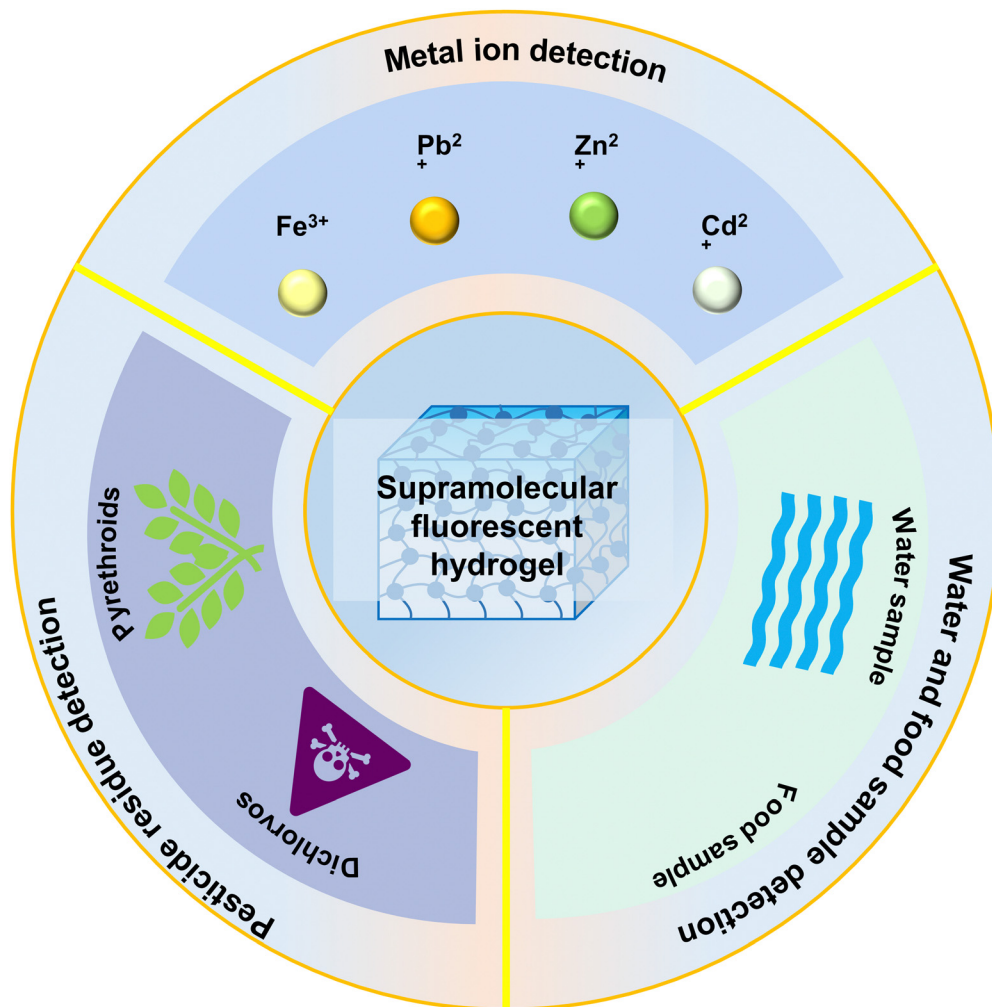 Metal ion detection
Fe³⁺
Pb²
+
Zn²
+
Cd²
+
Supramolecular
fluorescent
hydrogel
Pyrethroids
Dichlorvos
Pesticide residue detection
Water sample
Food sample
Water and food sample detection